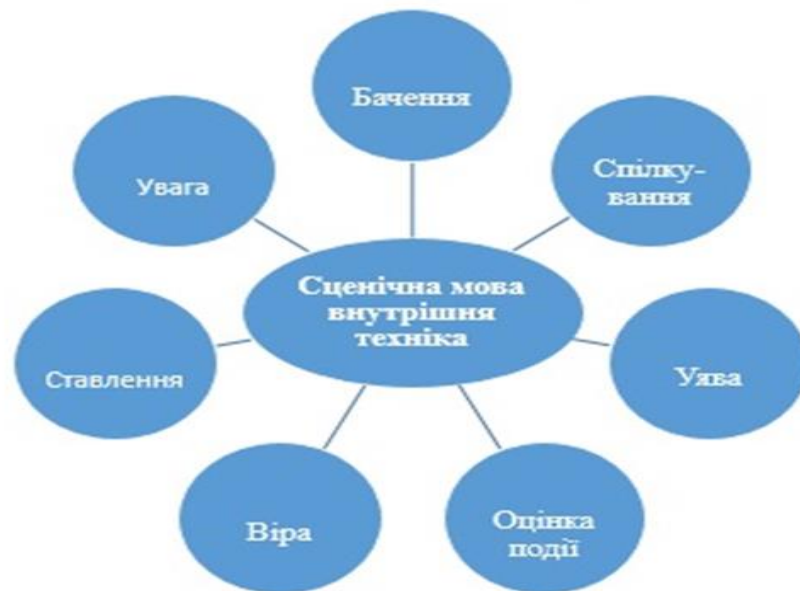 Бачення
Спілку-
вання
Уява
Оцінка
події
Віра
Ставлення
Увага
Сценічна мова
внутрішня
техніка